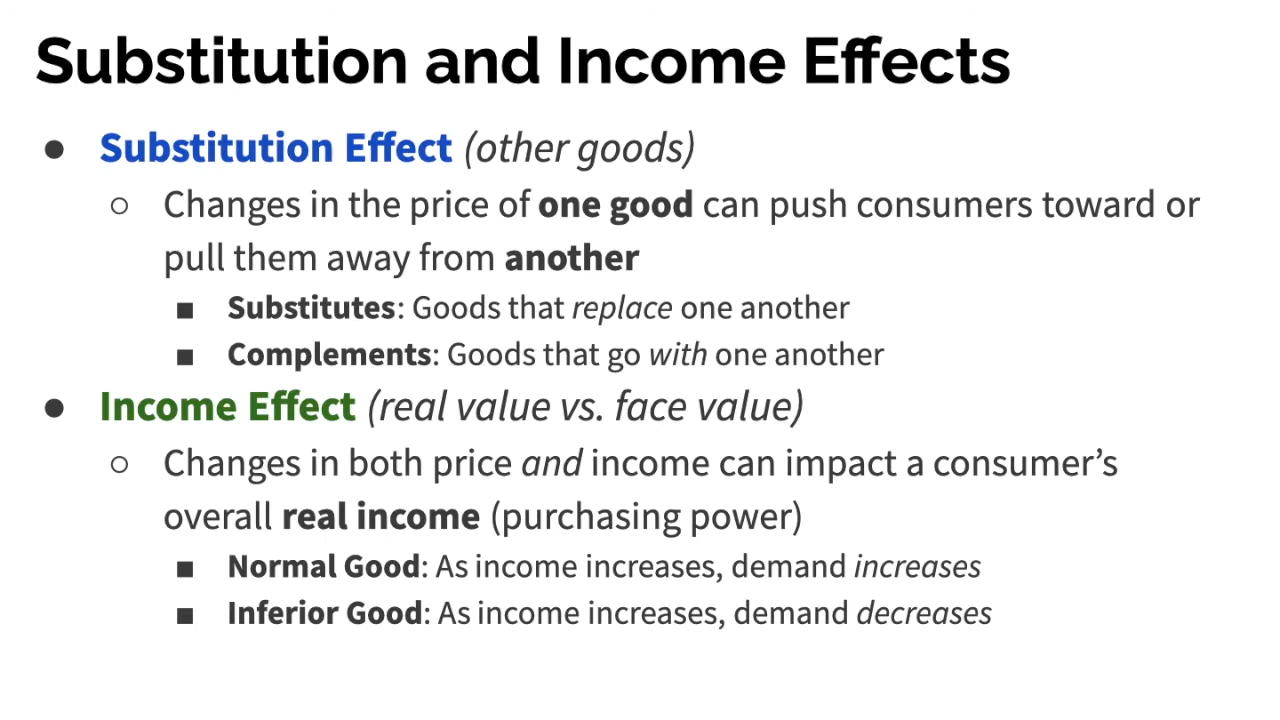 Substitution and Income Effects
● Substitution Effect (other goods)
○ Changes in the price of one good can push consumers toward or
pull them away from another
■ Substitutes: Goods that replace one another
■ Complements: Goods that go with one another
● Income Effect (real value vs. face value)
○ Changes in both price and income can impact a consumer’s
overall real income (purchasing power)
■ Normal Good: As income increases, demand increases
■ Inferior Good: As income increases, demand decreases